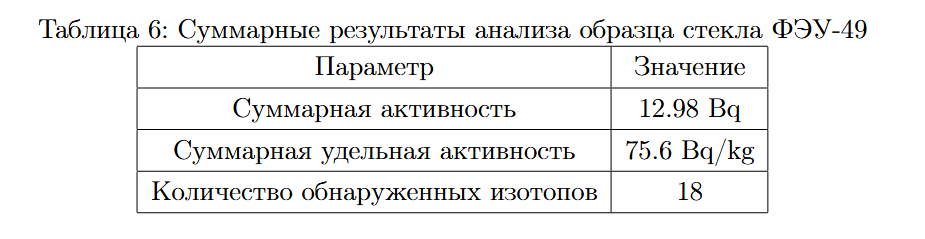 Таблица 6: Суммарные результаты анализа образца стекла ФЭУ-49
Параметр Значение
Суммарная активность 12.98 Bq
Суммарная удельная активность 75.6 Bq/kg
Количество обнаруженных изотопов 18